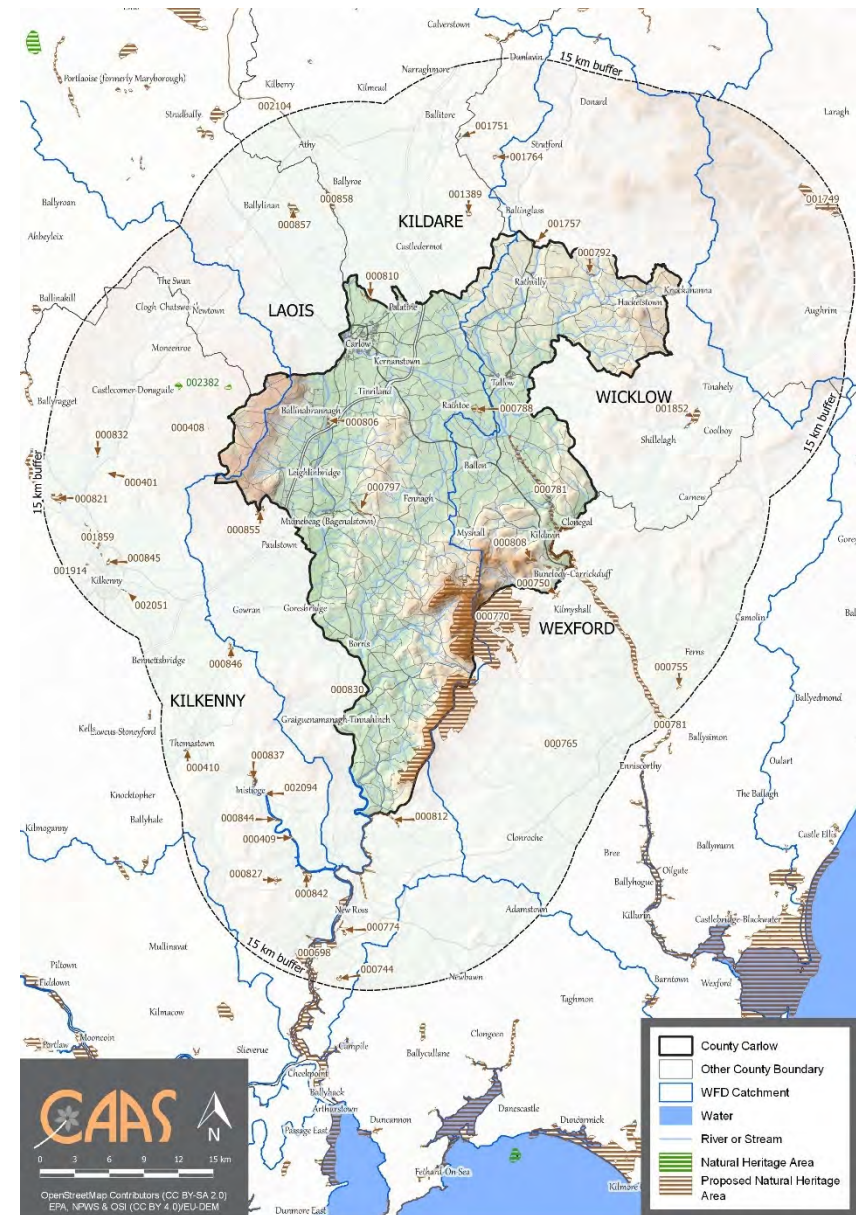 Calverstown
Dunlavin
15 km buffer
Narraghmore
Portlaoise (formerly Maryborough)
Kilberry
Kilmead
002104
Donard
Laragh
Stradbally
Ballitore
001751
Athy
Stratford
001764
Ballyroan
Ballyroe
000858
001389
001749
Ballylinan
000857
KILDARE
Baltinglass
001757
Abbeyleix
Castledermot
000792
The Swan
000810
Rathvilly
Knockananna
Ballinakill
Clogh-Chatsworth
Newtown
LAOIS
Palatine
Hacketstown
Aughrim
Moneenroe
Carlow
Kernanstown
WICKLOW
Castlecomer-Donaguile
002382
Tinriland
Tullow
Tinahely
Ballyragget
Ballinabrannagh
Rathtoe
000788
001852
Coolboy
000832
000408
000806
Shillelagh
000401
Leighlinbridge
Ballon
15 km buffer
15 km buffer
000821
000797
000781
Carnew
Fennagh
000855
Muinebeag (Bagenalstown)
Clonegal
001859
Paulstown
Myshall
Kildavin
000845
000808
001914
Bunclody-Carrickduff
Kilkenny
000750
002051
Gowran
Goresbridge
Kilmyshall
000770
WEXFORD
Camolin
Borris
Ferns
Bennettsbridge
000846
000755
000830
KILKENNY
Ballyedmond
Graiguenamanagh-Tinnahinch
000781
Ballysimon
Thomastown
000837
000765
000410
Enniscorthy
Oulart
Inistioge
002094
Knocktopher
The Ballagh
000844
000812
Kilmoganny
Ballyhale
Castle Ellis
000409
Clonroche
Bree
Ballymurn
Oilgate
000827
Ballyhogue
000842
Killurin
Castlebridge-Blackwater
New Ross
Adamstown
000774
Mullinavat
15 km buffer
000698
Barntown
Wexford
Piltown
000744
Newbawn
Fiddown
Taghmon
Kilmacow
Mooncoin
Clongeen
Portlaw
Slieverue
Campile
Ballycullane
Cheekpoint
Ballyhack
Arthurstown
Danescastle
Passage East
Duncannon
Duncormick
Fethard-On-Sea
Dunmore East
CAAS
N
0 3 6 9 12 15 km
OpenStreetMap Contributors (CC BY-SA 2.0)
EPA, NPWS & OSI (CC BY 4.0)/EU-DEM
County Carlow
Other County Boundary
WFD Catchment
Water
River or Stream
Natural Heritage Area
Proposed Natural Heritage
Area